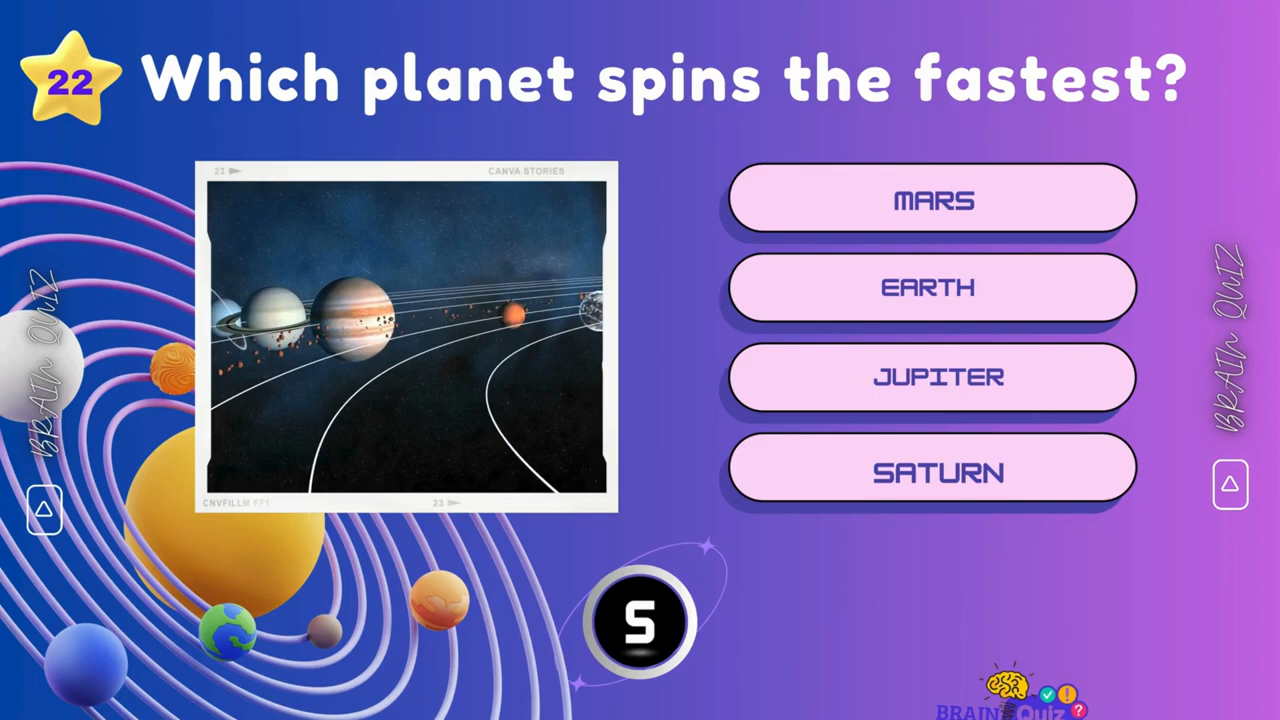 22
Which planet spins the fastest?
23
CANVA STORIES
MARS
EARTH
JUPITER
SATURN
CNVFILLM FF1
23
BRAIN QUIZ
BRAIN QUIZ
5
BRAIN Quiz